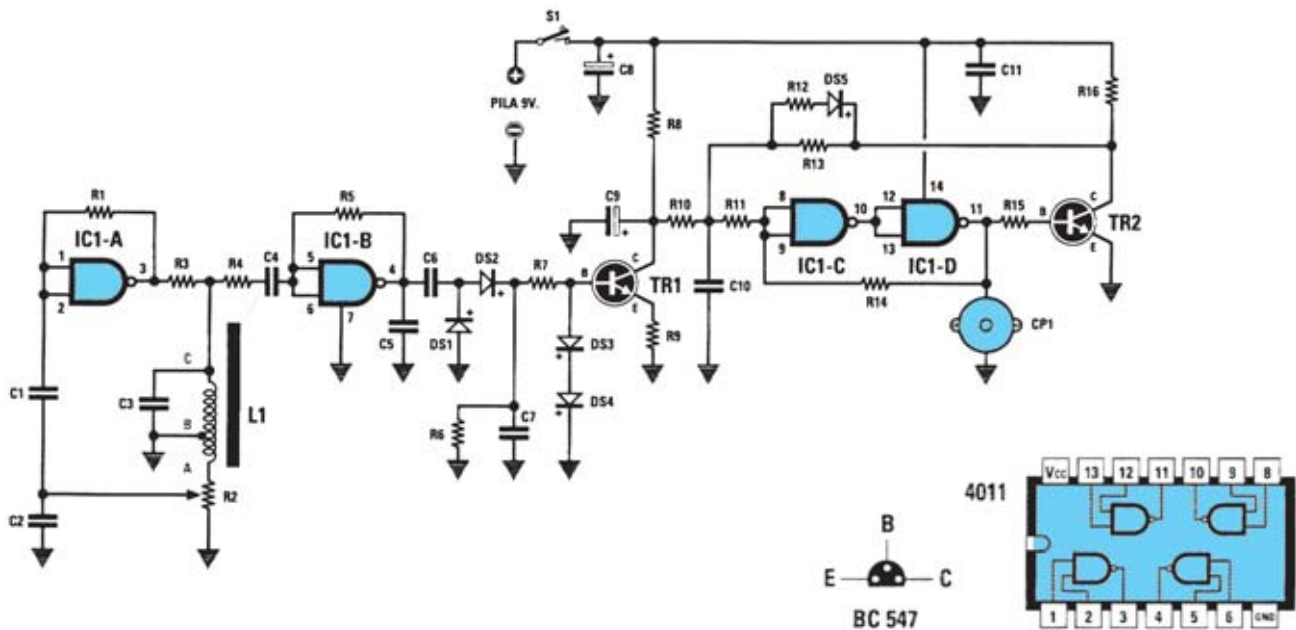 S1
C8
C11
PILA 9V.
R8
R12
DS5
R13
R16
R1
IC1-A
1
2
3
R3
R4
C4
R5
IC1-B
5
6
4
7
C6
DS2
R7
C5
DS1
R6
C7
B
C
E
TR1
DS3
DS4
R9
C9
R10
R11
C10
8
9
10
IC1-C
12
13
14
11
IC1-D
R14
R15
B
C
E
TR2
CP1
C1
C2
C3
C
B
A
L1
R2
B
E
C
BC 547
4011
Vcc 13 12 11 10 9 8
1 2 3 4 5 6 GND